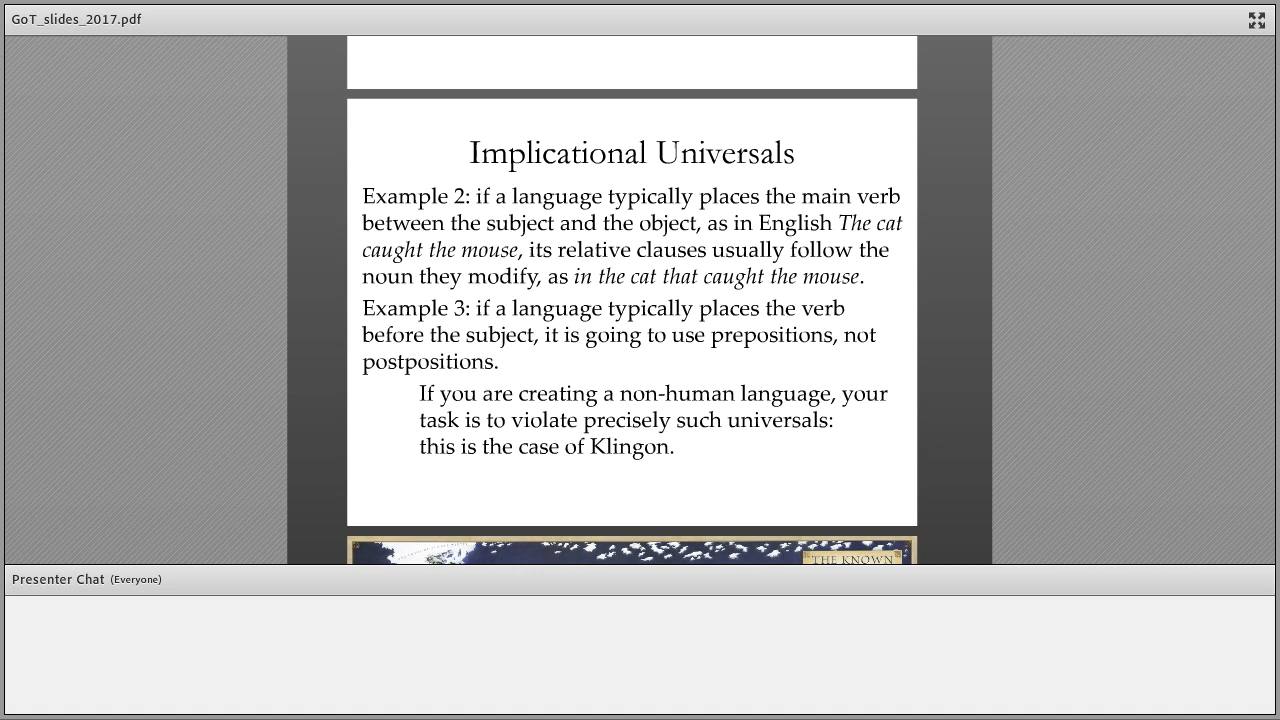 GoT_slides_2017.pdf
Implicational Universals
Example 2: if a language typically places the main verb
between the subject and the object, as in English The cat
caught the mouse, its relative clauses usually follow the
noun they modify, as in the cat that caught the mouse.
Example 3: if a language typically places the verb
before the subject, it is going to use prepositions, not
postpositions.
If you are creating a non-human language, your
task is to violate precisely such universals:
this is the case of Klingon.
THE KNOWN
Presenter Chat (Everyone)